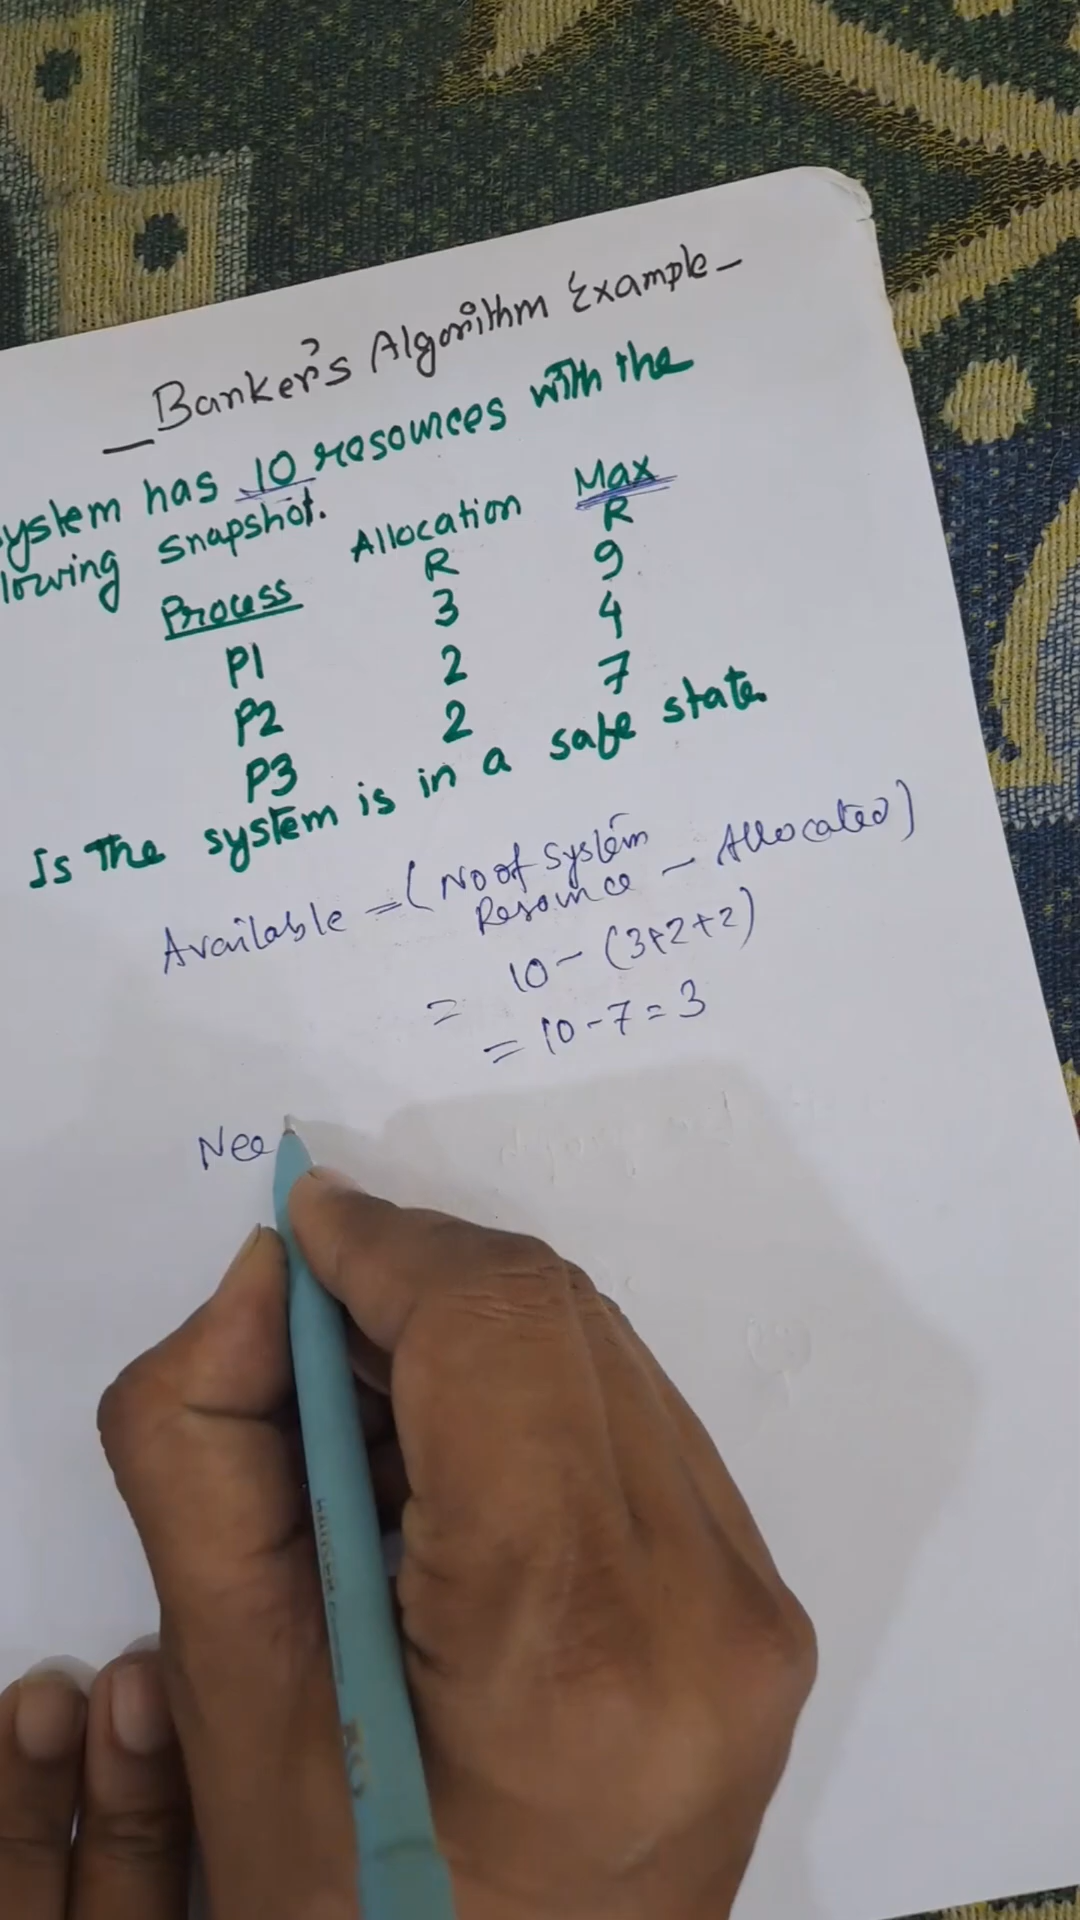 Banker's Algorithm Example
ystem has 10 resources with the
lowing snapshot.
Process Allocation Max
R R
P1 3 9
P2 2 4
P3 2 7
Is The system is in a safe state.
Available = (No of System Resource - Allocated)
= 10 - (3+2+2)
= 10 - 7 = 3
Nee